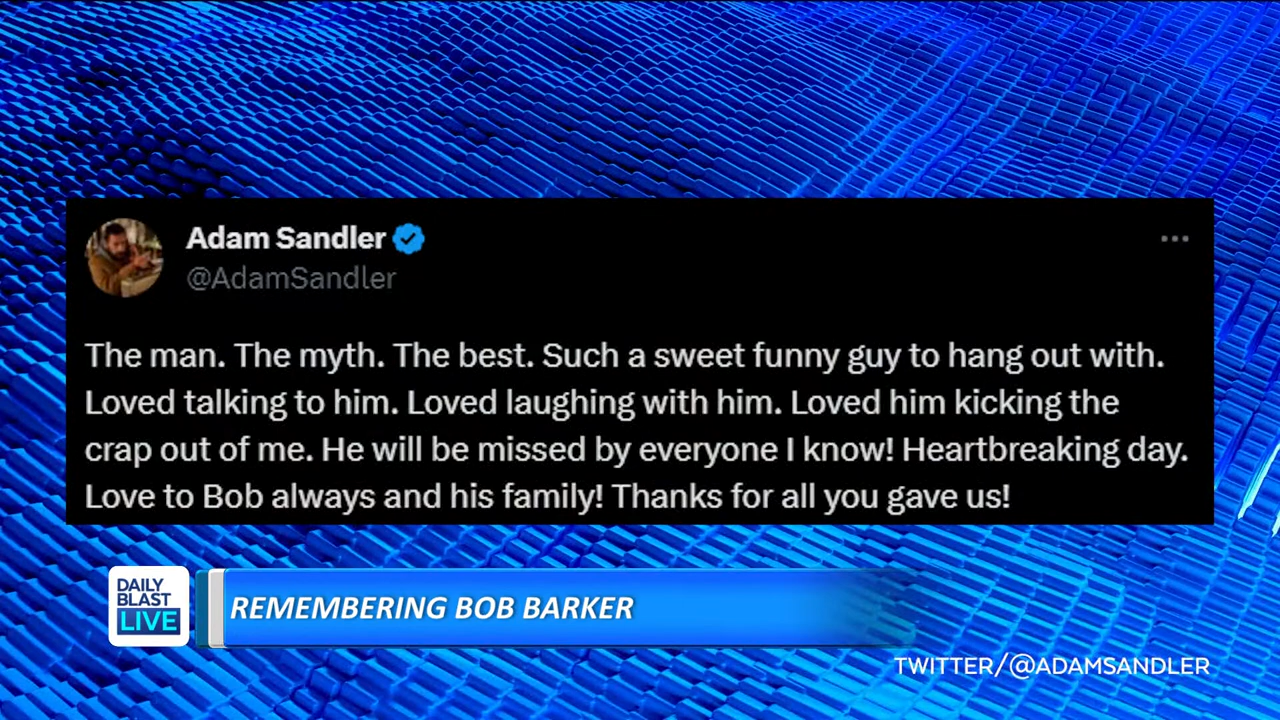 Adam Sandler
@AdamSandler
The man. The myth. The best. Such a sweet funny guy to hang out with.
Loved talking to him. Loved laughing with him. Loved him kicking the
crap out of me. He will be missed by everyone I know! Heartbreaking day.
Love to Bob always and his family! Thanks for all you gave us!
DAILY
BLAST
LIVE
REMEMBERING BOB BARKER
TWITTER/@ADAMSANDLER